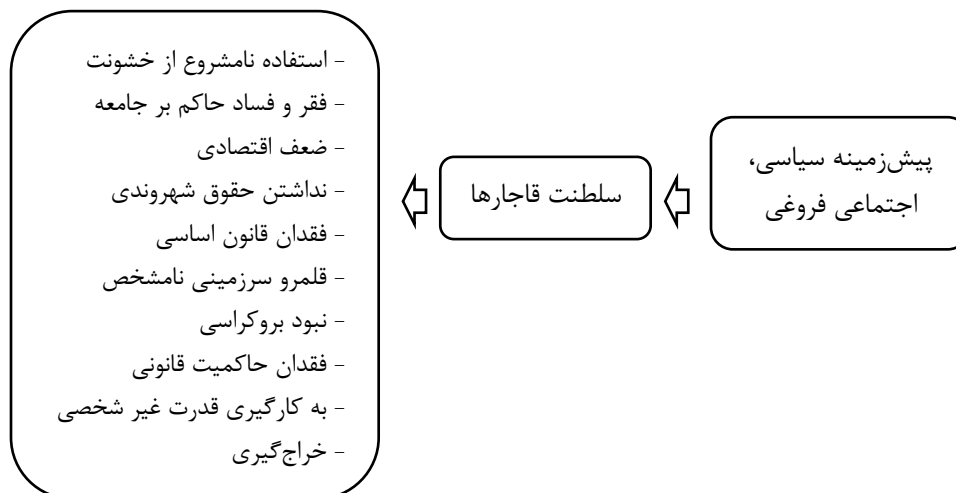 پیش‌زمینه سیاسی،
اجتماعی فروغی
سلطنت قاجارها
- استفاده نامشروع از خشونت
- فقر و فساد حاکم بر جامعه
- ضعف اقتصادی
- نداشتن حقوق شهروندی
- فقدان قانون اساسی
- قلمرو سرزمینی نامشخص
- نبود بروکراسی
- فقدان حاکمیت قانونی
- به کارگیری قدرت غیر شخصی
- خراج‌گیری